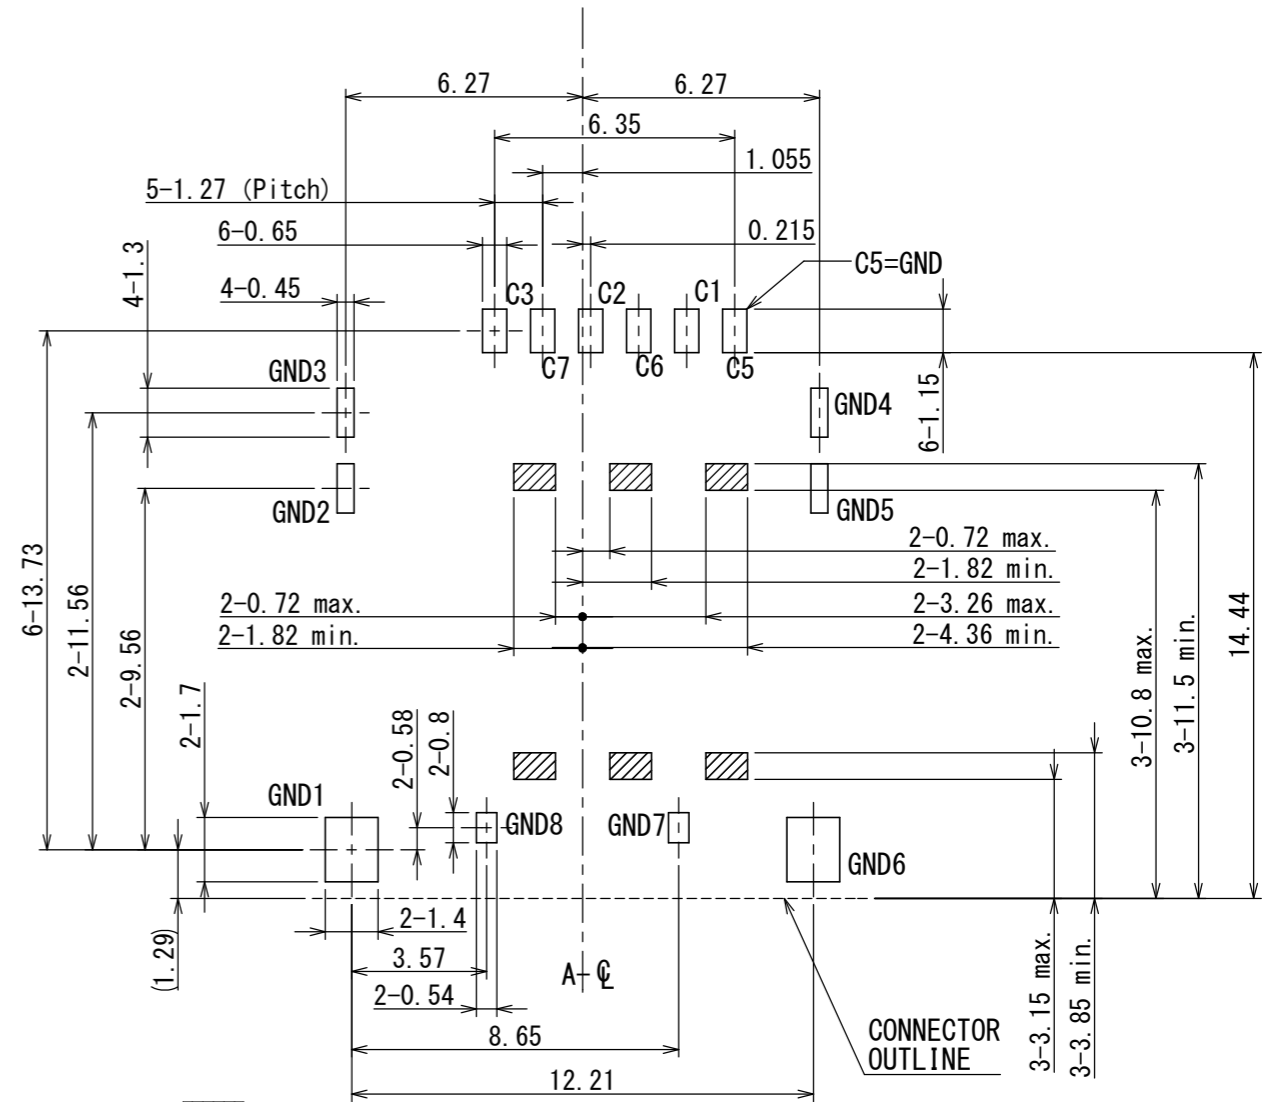 6.27 6.27
6.35
1.055
5-1.27 (Pitch)
6-0.65 0.215
C5=GND
4-1.3
4-0.45
C3 C2 C1
C7 C6 C5
GND3
GND4
6-1.15
GND2 GND5
2-0.72 max.
2-1.82 min.
2-0.72 max. 2-3.26 max.
2-1.82 min. 2-4.36 min.
6-13.73
2-11.56
2-9.56
2-1.7
2-0.58
2-0.8
3-10.8 max.
3-11.5 min.
14.44
GND1
GND8 GND7
GND6
2-1.4
(1.29)
3.57
A-℄
2-0.54
3-3.15 max.
3-3.85 min.
8.65
CONNECTOR
OUTLINE
12.21